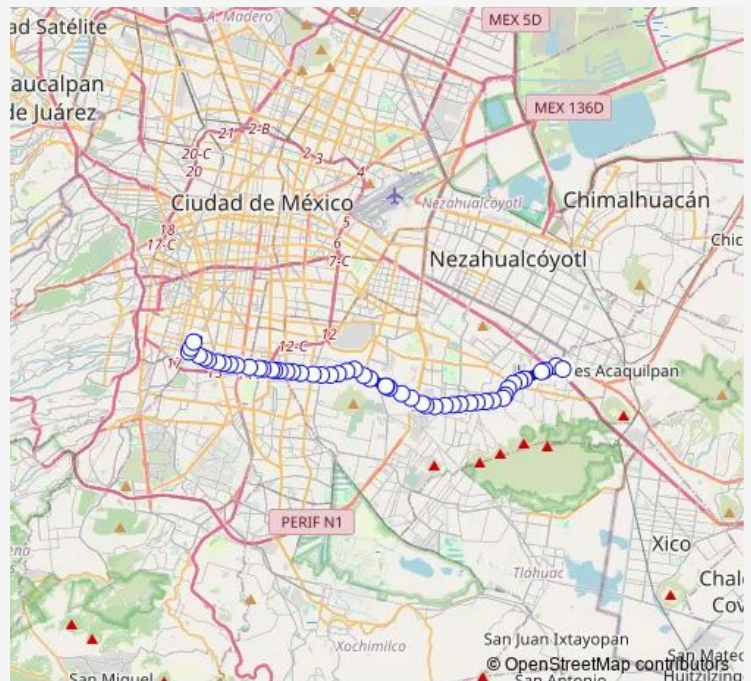 A. Madero
MEX 5D
ad Satélite
aucalpan
de Juárez
MEX 136D
21
2-B
20-C
20
2
3
4
Ciudad de México
Nezahualcóyotl
Chimalhuacán
5
18
17-C
6
7-C
Chic
Nezahualcóyotl
12
12-C
es Acaquilpan
PERIF N1
Xico
Tláhuac
Chal
Cov
San Juan Ixtayopan
Xochimilco
San Mateo
© OpenStreetMap contributors
San Miguel
San Antonio
Huitzilzing